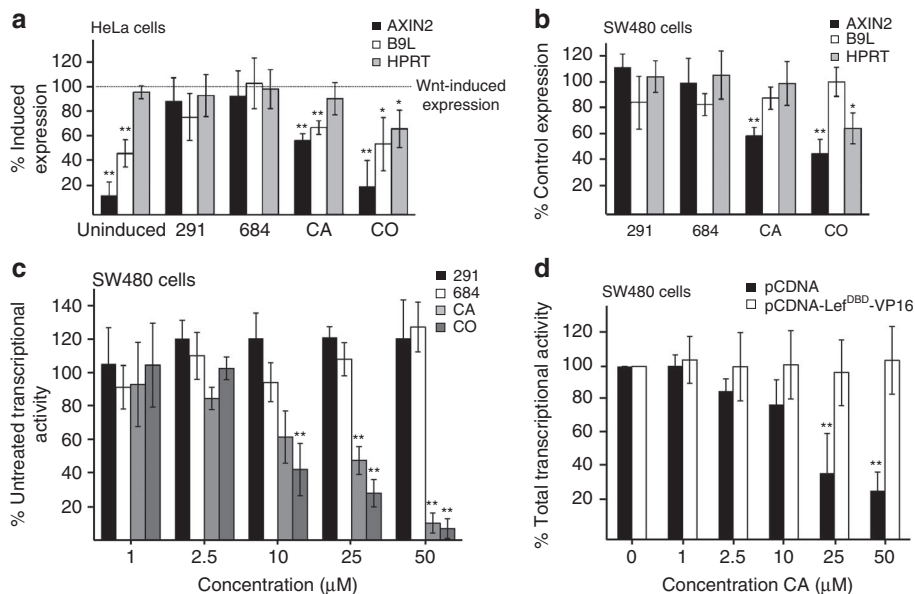 a
HeLa cells
AXIN2
B9L
HPRT
% Induced
expression
120
100
80
60
40
20
Wnt-induced
expression
**
**
**
**
**
*
*
Uninduced 291 684 CA CO
b
SW480 cells
AXIN2
B9L
HPRT
% Control expression
120
100
80
60
40
20
**
**
*
291 684 CA CO
c
SW480 cells
291
684
CA
CO
% Untreated transcriptional
activity
140
120
100
80
60
40
20
**
**
**
**
**
1 2.5 10 25 50
Concentration (μM)
d
SW480 cells
pCDNA
pCDNA-LefDBD-VP16
% Total transcriptional activity
120
100
80
60
40
20
**
**
0 1 2.5 10 25 50
Concentration CA (μM)